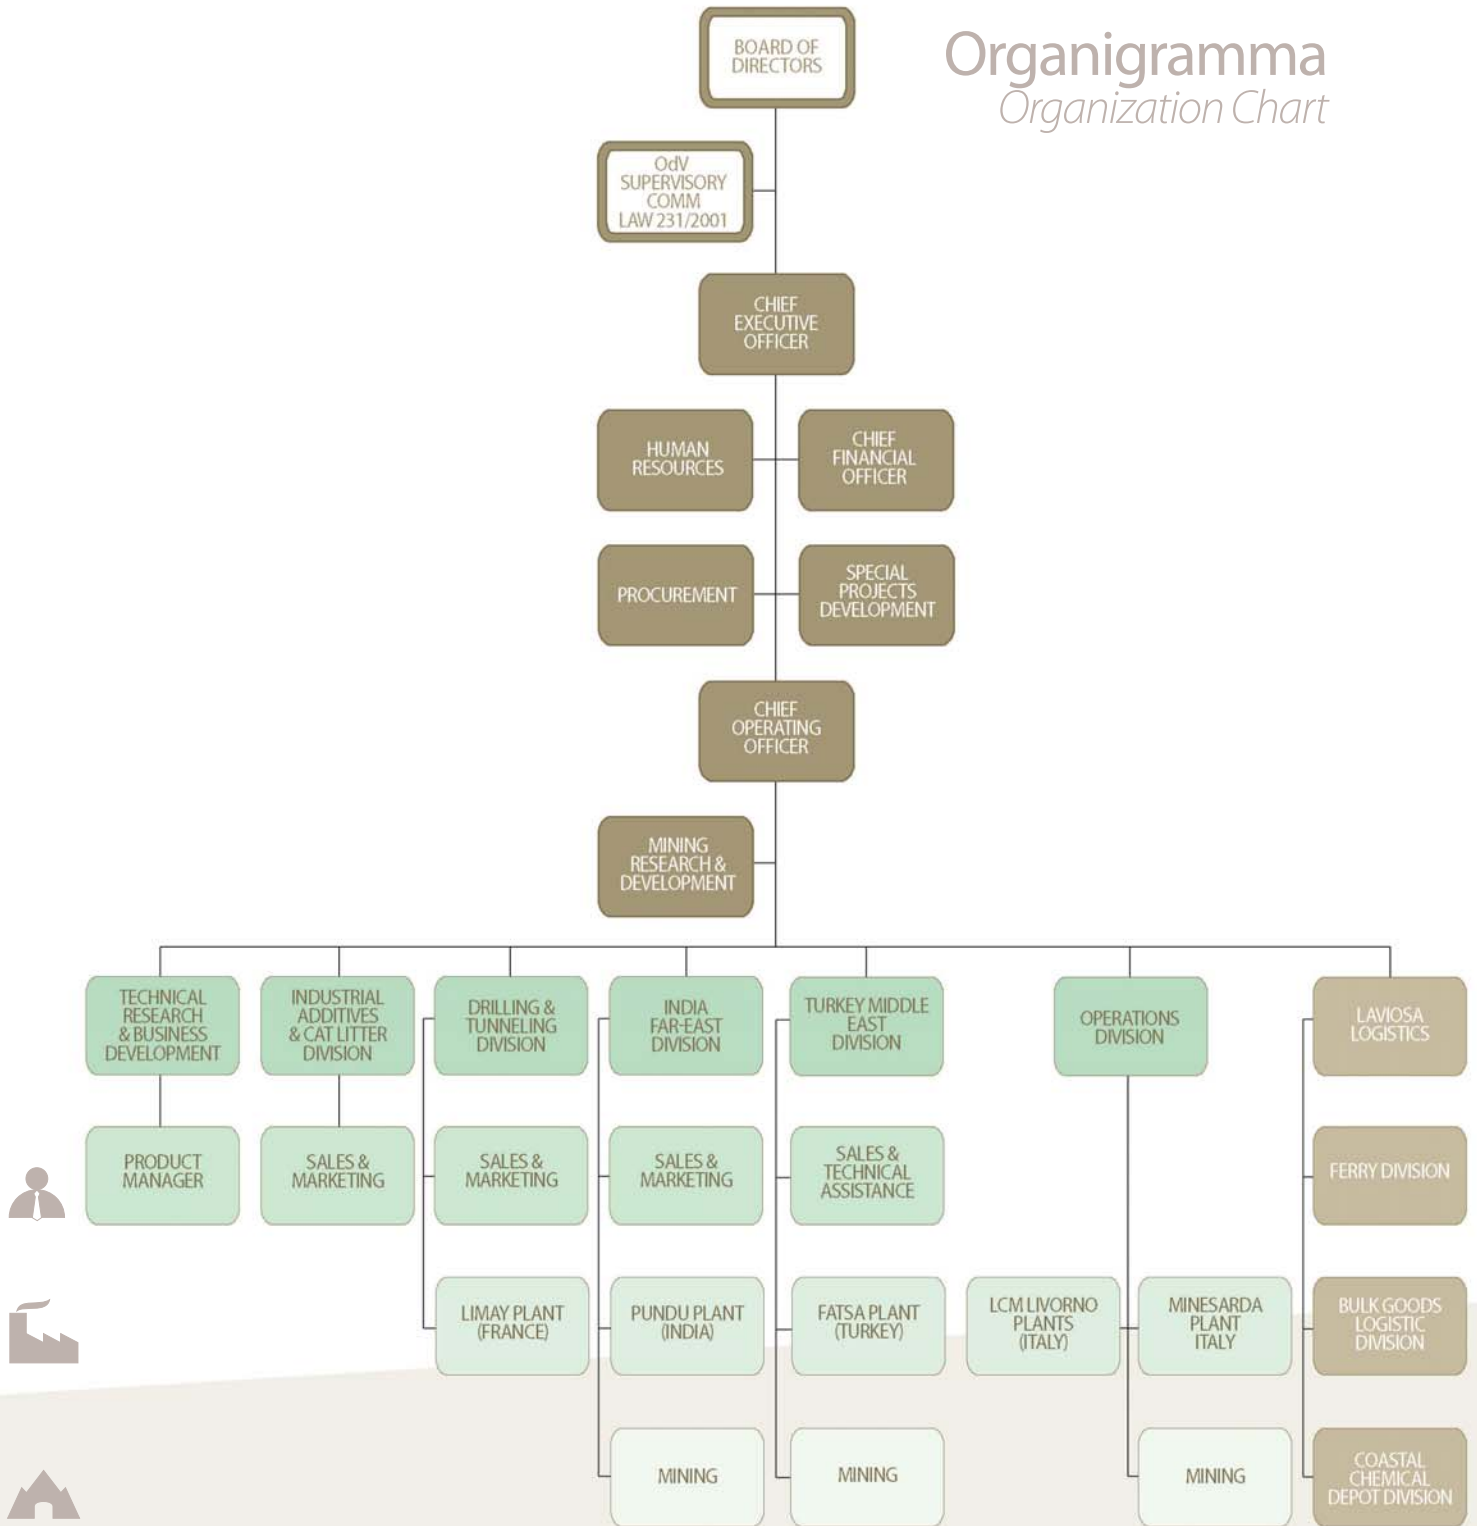 Organigramma
Organization Chart
BOARD OF
DIRECTORS
OdV
SUPERVISORY
COMM
LAW 231/2001
CHIEF
EXECUTIVE
OFFICER
HUMAN
RESOURCES
CHIEF
FINANCIAL
OFFICER
PROCUREMENT
SPECIAL
PROJECTS
DEVELOPMENT
CHIEF
OPERATING
OFFICER
MINING
RESEARCH &
DEVELOPMENT
TECHNICAL
RESEARCH
& BUSINESS
DEVELOPMENT
INDUSTRIAL
ADDITIVES
& CAT LITTER
DIVISION
DRILLING &
TUNNELING
DIVISION
INDIA
FAR-EAST
DIVISION
TURKEY MIDDLE
EAST
DIVISION
OPERATIONS
DIVISION
LAVIOSA
LOGISTICS
PRODUCT
MANAGER
SALES &
MARKETING
SALES &
MARKETING
SALES &
MARKETING
SALES &
TECHNICAL
ASSISTANCE
FERRY DIVISION
LIMAY PLANT
(FRANCE)
PUNDU PLANT
(INDIA)
FATSA PLANT
(TURKEY)
LCM LIVORNO
PLANTS
(ITALY)
MINESARDA
PLANT
ITALY
BULK GOODS
LOGISTIC
DIVISION
MINING
MINING
MINING
COASTAL
CHEMICAL
DEPOT DIVISION